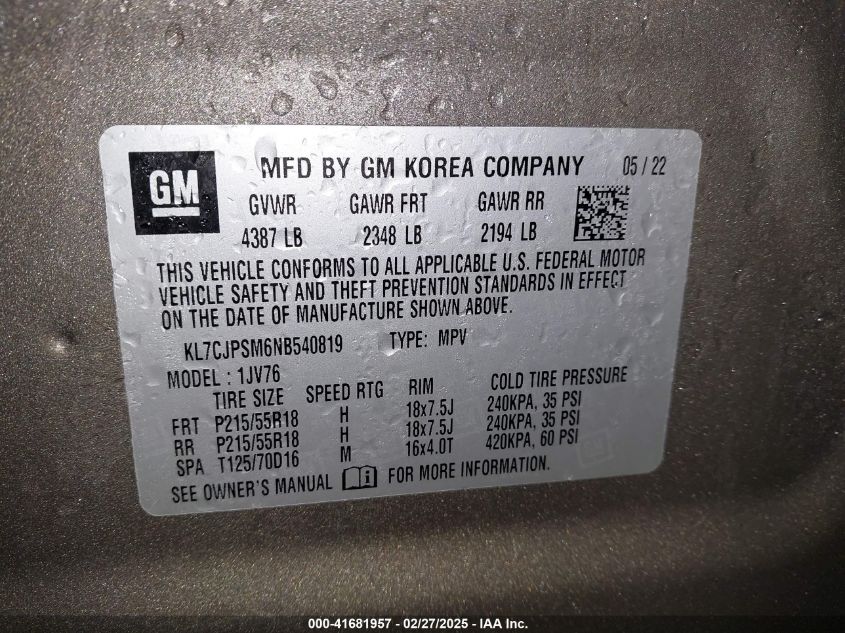 GM
MFD BY GM KOREA COMPANY 05 / 22
GVWR GAWR FRT GAWR RR
4387 LB 2348 LB 2194 LB
THIS VEHICLE CONFORMS TO ALL APPLICABLE U.S. FEDERAL MOTOR
VEHICLE SAFETY AND THEFT PREVENTION STANDARDS IN EFFECT
ON THE DATE OF MANUFACTURE SHOWN ABOVE.
KL7CJPSM6NB540819 TYPE: MPV
MODEL : 1JV76
TIRE SIZE SPEED RTG RIM COLD TIRE PRESSURE
FRT P215/55R18 H 18x7.5J 240KPA, 35 PSI
RR P215/55R18 H 18x7.5J 240KPA, 35 PSI
SPA T125/70D16 M 16x4.0T 420KPA, 60 PSI
SEE OWNER'S MANUAL i FOR MORE INFORMATION.
000-41681957 - 02/27/2025 - IAA Inc.